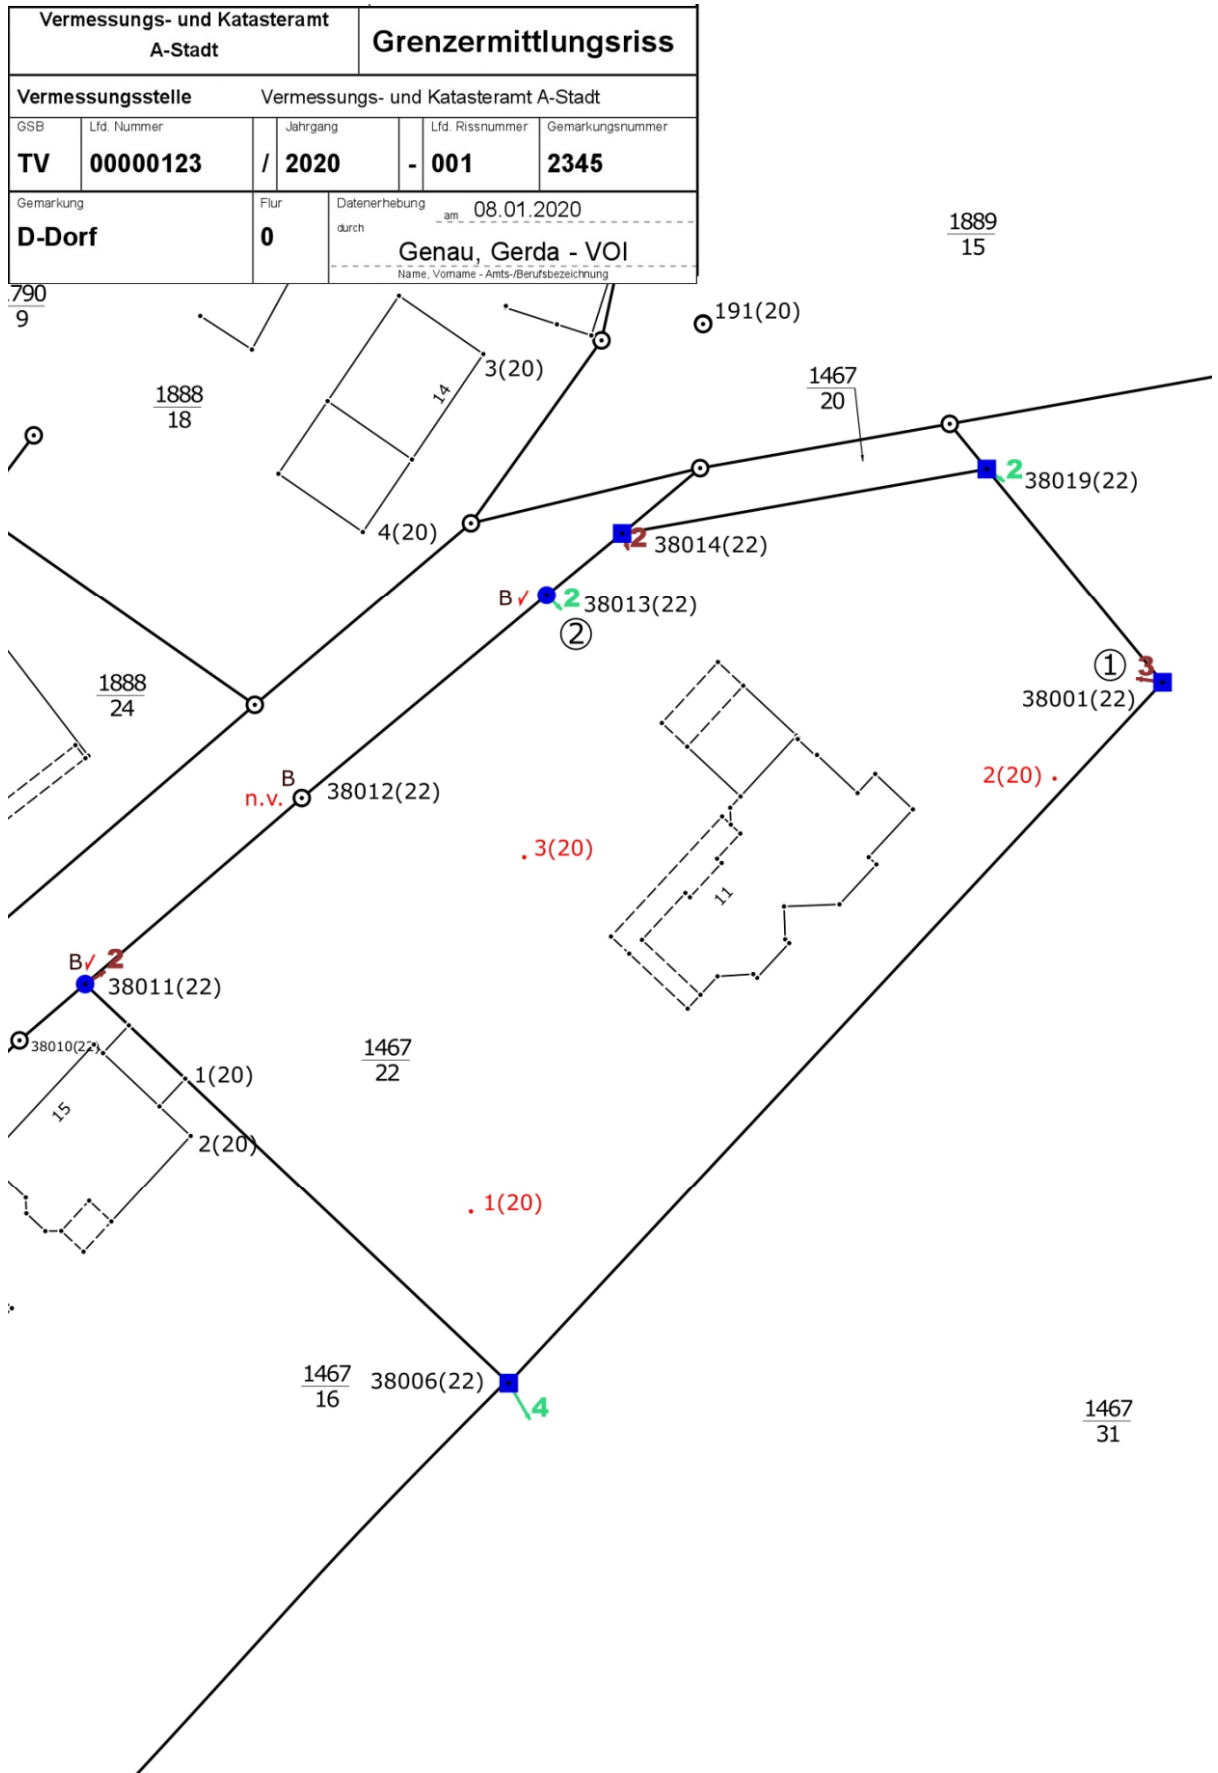 Vermessungs- und Katasteramt
A-Stadt
Grenzermittlungsriss
Vermessungsstelle Vermessungs- und Katasteramt A-Stadt
GSB Lfd. Nummer Jahrgang Lfd. Rissnummer Gemarkungsnummer
TV 00000123 / 2020 - 001 2345
Gemarkung Flur Datenerhebung am 08.01.2020
durch
D-Dorf 0 Genau, Gerda - VOI
Name, Vorname - Amts-/Berufsbezeichnung
1889
15
790
9
191(20)
3(20)
14
1467
20
1888
18
2 38019(22)
4(20)
2 38014(22)
B ✓ 2 38013(22)
②
① 3
38001(22)
1888
24
2(20)
B
n.v. 38012(22)
3(20)
11
B✓ 2
38011(22)
38010(22)
1467
22
1(20)
15
2(20)
1(20)
1467
16
38006(22)
4
1467
31